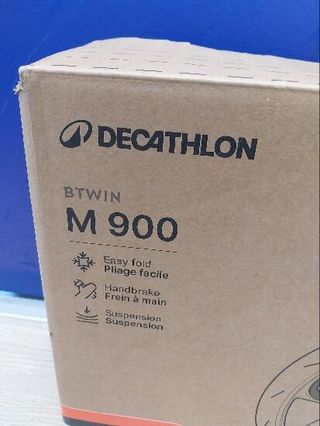 DECATHLON
BTWIN
M 900
Easy fold
Pliage facile
Handbrake
Frein à main
Suspension
Suspension